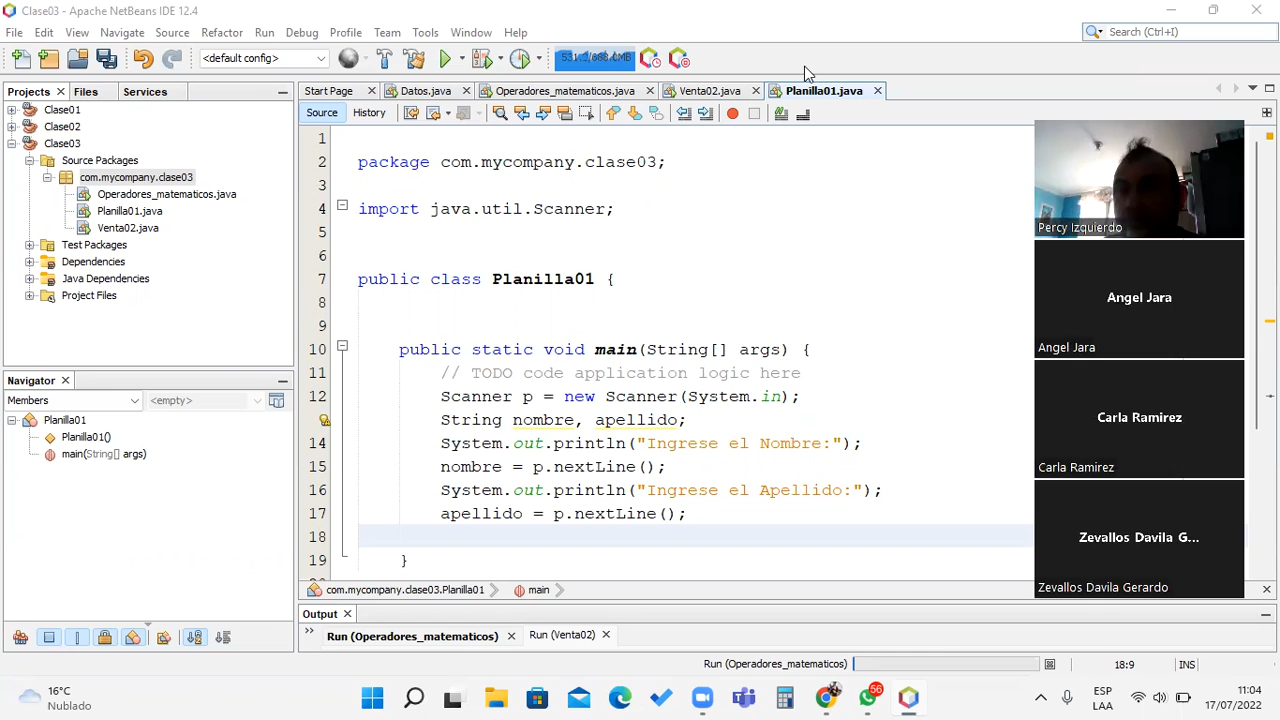 Clase03 - Apache NetBeans IDE 12.4
File Edit View Navigate Source Refactor Run Debug Profile Team Tools Window Help
Search (Ctrl+I)
<default config>
531.2/688.0MB
Projects Files Services
Start Page Datos.java Operadores_matematicos.java Venta02.java Planilla01.java
Source History
Clase01
Clase02
Clase03
Source Packages
com.mycompany.clase03
Operadores_matematicos.java
Planilla01.java
Venta02.java
Test Packages
Dependencies
Java Dependencies
Project Files
Navigator
Members <empty>
Planilla01
Planilla01()
main(String[] args)
1
2 package com.mycompany.clase03;
3
4 import java.util.Scanner;
5
6
7 public class Planilla01 {
8
9
10 public static void main(String[] args) {
11 // TODO code application logic here
12 Scanner p = new Scanner(System.in);
String nombre, apellido;
14 System.out.println("Ingrese el Nombre:");
15 nombre = p.nextLine();
16 System.out.println("Ingrese el Apellido:");
17 apellido = p.nextLine();
18
19 }
com.mycompany.clase03.Planilla01 main
Percy Izquierdo
Angel Jara
Angel Jara
Carla Ramirez
Carla Ramirez
Zevallos Davila G...
Zevallos Davila Gerardo
Output
Run (Operadores_matematicos) Run (Venta02)
Run (Operadores_matematicos) 18:9 INS
16°C
Nublado
56
ESP
LAA
11:04
17/07/2022